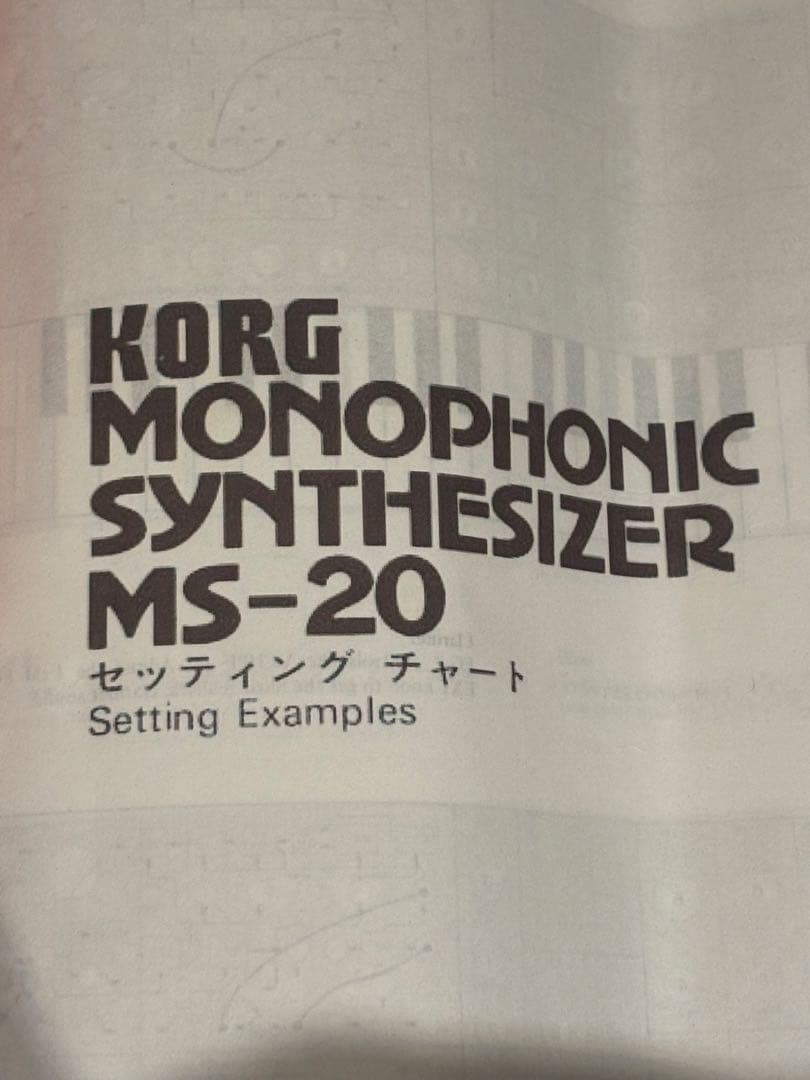 KORG
MONOPHONIC
SYNTHESIZER
MS-20
セッティング チャート
Setting Examples